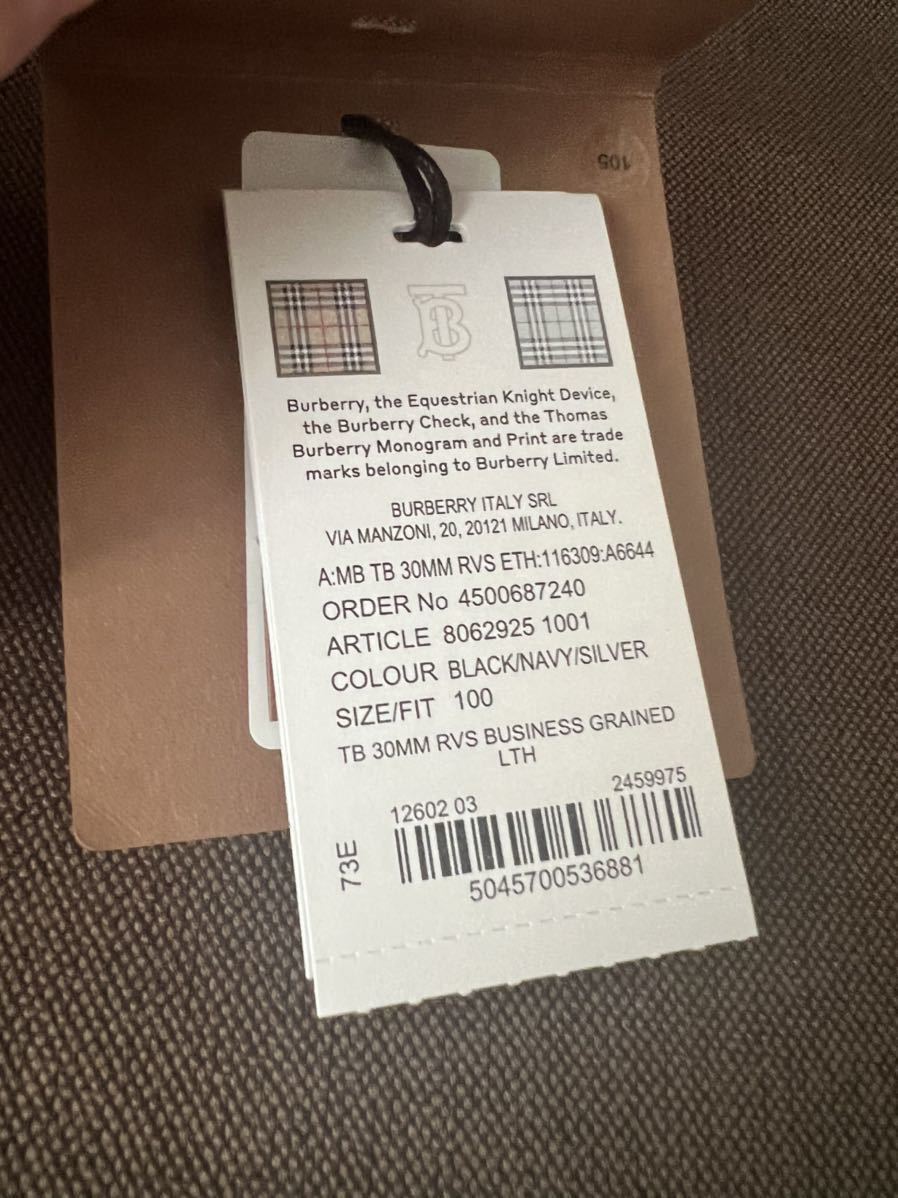 105
Burberry, the Equestrian Knight Device,
the Burberry Check, and the Thomas
Burberry Monogram and Print are trade
marks belonging to Burberry Limited.
BURBERRY ITALY SRL
VIA MANZONI, 20, 20121 MILANO, ITALY.
A:MB TB 30MM RVS ETH:116309:A6644
ORDER No 4500687240
ARTICLE 8062925 1001
COLOUR BLACK/NAVY/SILVER
SIZE/FIT 100
TB 30MM RVS BUSINESS GRAINED
LTH
12602 03 2459975
73E
5045700536881